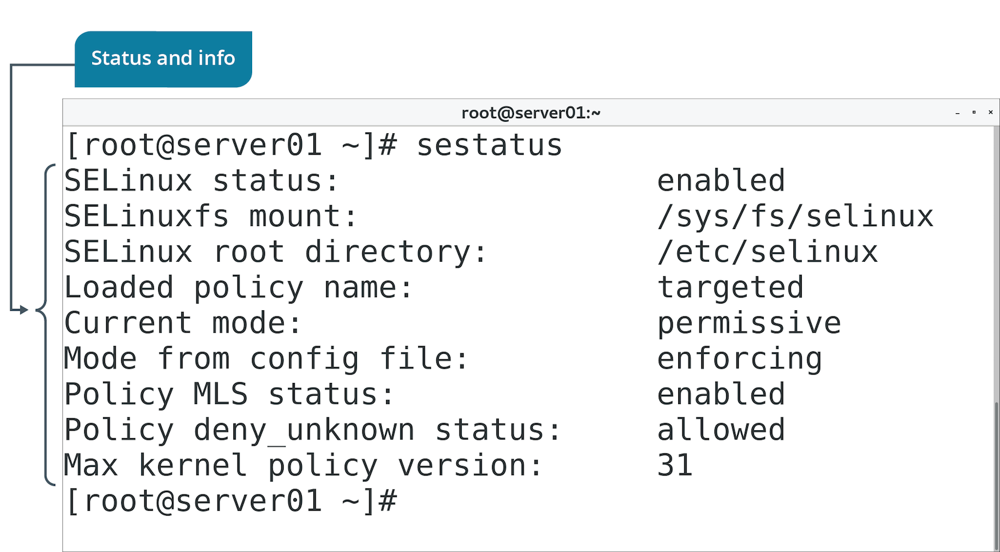 Status and info
root@server01:~
[root@server01 ~]# sestatus
SELinux status: enabled
SELinuxfs mount: /sys/fs/selinux
SELinux root directory: /etc/selinux
Loaded policy name: targeted
Current mode: permissive
Mode from config file: enforcing
Policy MLS status: enabled
Policy deny_unknown status: allowed
Max kernel policy version: 31
[root@server01 ~]#